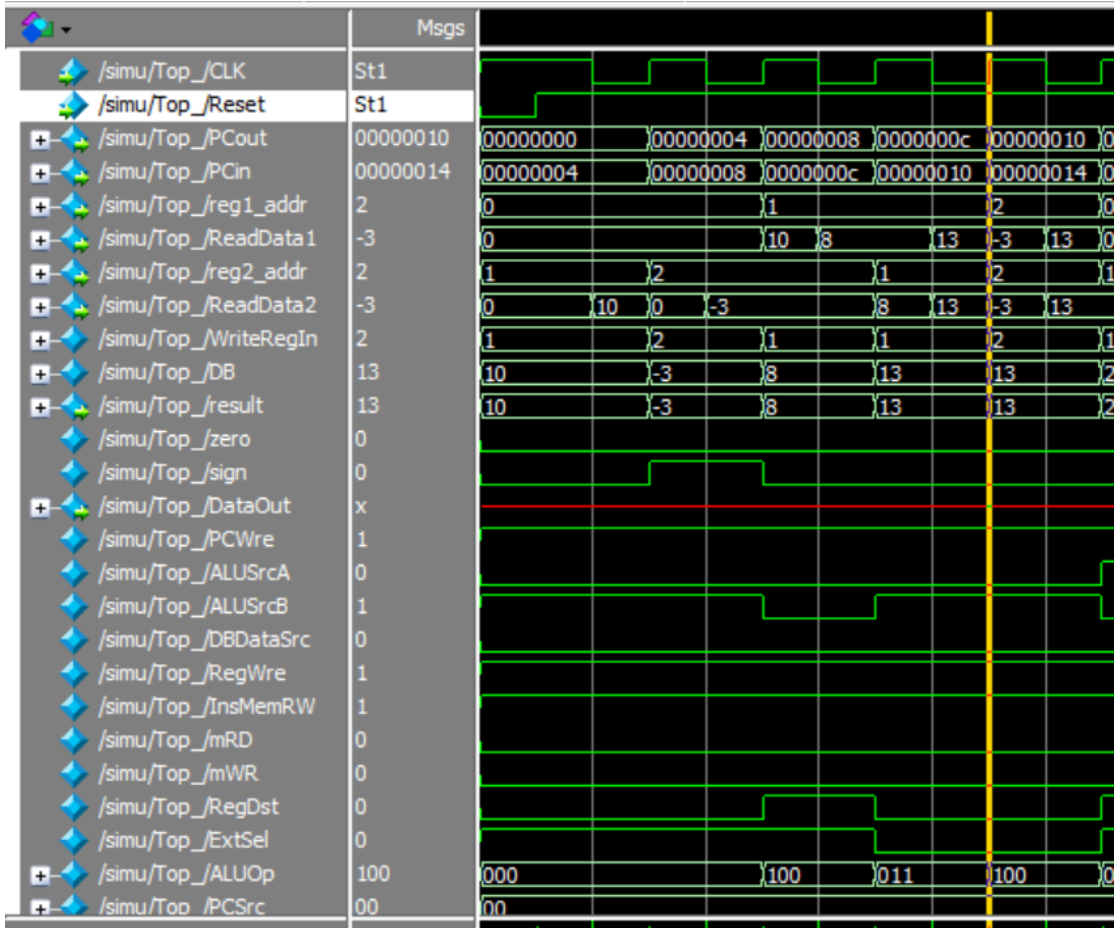 Msgs
/simu/Top_/CLK St1
/simu/Top_/Reset St1
/simu/Top_/PCout 00000010 00000000 00000004 00000008 0000000c 00000010 0
/simu/Top_/PCin 00000014 00000004 00000008 0000000c 00000010 00000014 0
/simu/Top_/reg1_addr 2 0 1 2 0
/simu/Top_/ReadData1 -3 0 10 8 13 -3 13 0
/simu/Top_/reg2_addr 2 1 2 1 2 1
/simu/Top_/ReadData2 -3 0 10 0 -3 8 13 -3 13
/simu/Top_/WriteRegIn 2 1 2 1 1 2 1
/simu/Top_/DB 13 10 -3 8 13 13 2
/simu/Top_/result 13 10 -3 8 13 13 2
/simu/Top_/zero 0
/simu/Top_/sign 0
/simu/Top_/DataOut x
/simu/Top_/PCWre 1
/simu/Top_/ALUSrcA 0
/simu/Top_/ALUSrcB 1
/simu/Top_/DBDataSrc 0
/simu/Top_/RegWre 1
/simu/Top_/InsMemRW 1
/simu/Top_/mRD 0
/simu/Top_/mWR 0
/simu/Top_/RegDst 0
/simu/Top_/ExtSel 0
/simu/Top_/ALUOp 100 000 100 011 100 0
/simu/Top_/PCSrc 00 00